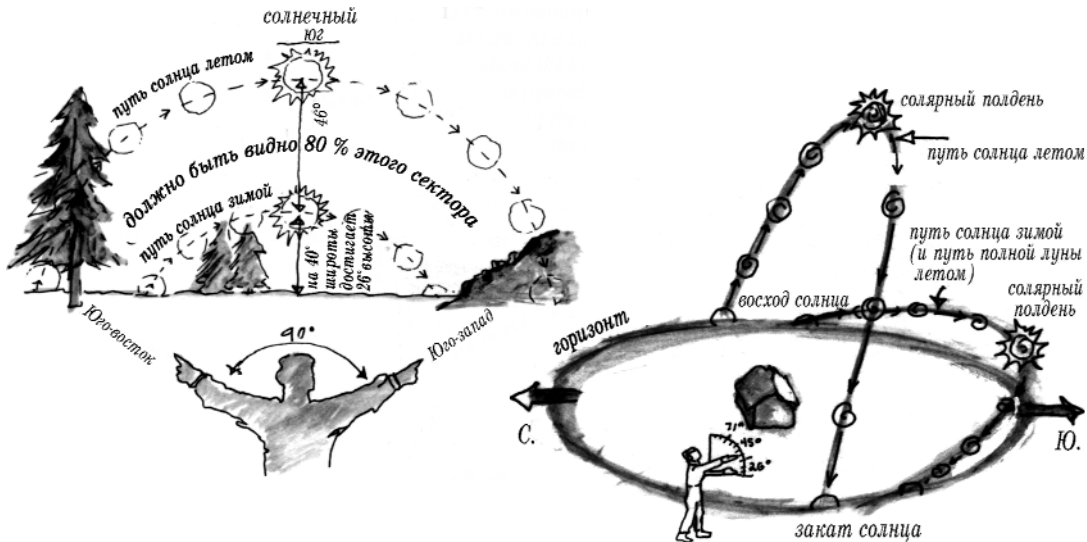 солнечный
юг
путь солнца летом
46°
должно быть видно 80 % этого сектора
путь солнца зимой
на 40°
широты
достигает
26° высоты
Юго-восток
90°
Юго-запад
солярный полдень
путь солнца летом
путь солнца зимой
(и путь полной луны
летом)
восход солнца
солярный
полдень
горизонт
С.
Ю.
71°
45°
26°
закат солнца